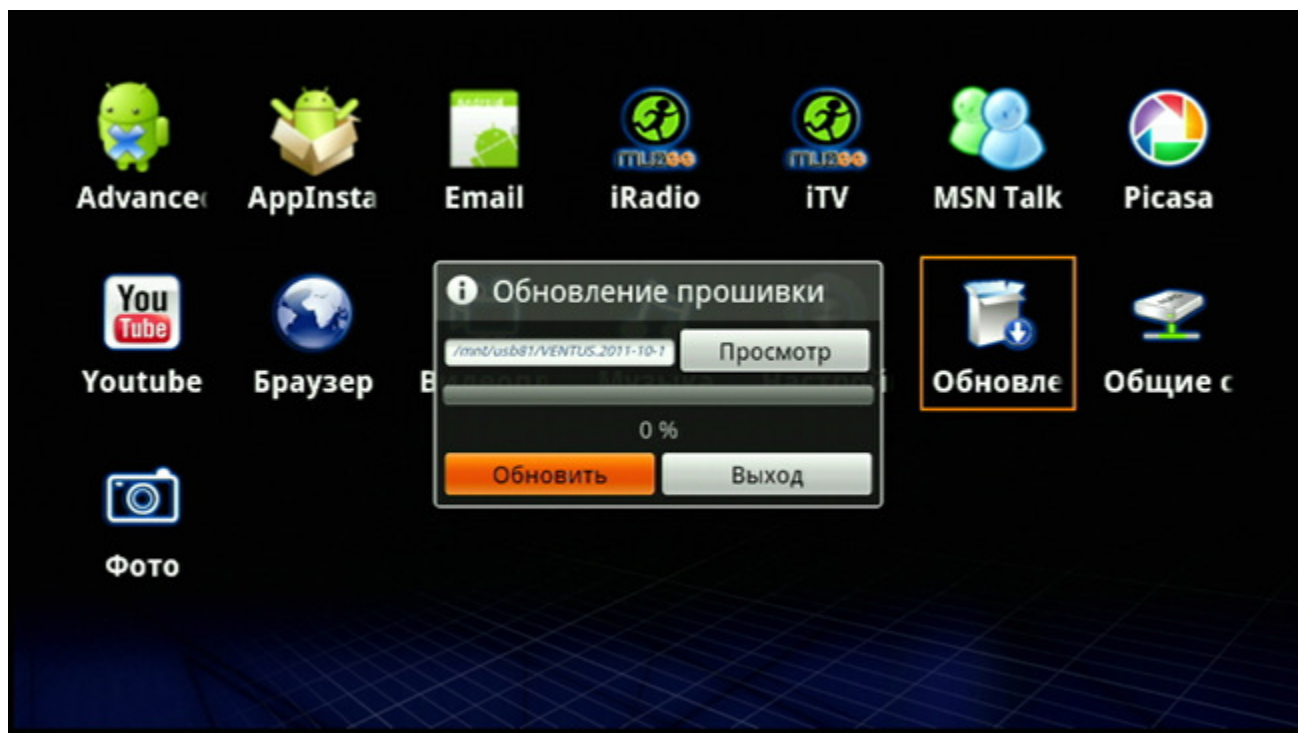 Advance
AppInsta
Email
iRadio
iTV
MSN Talk
Picasa
You
Tube
Обновление прошивки
/mnt/usb81/VENTUS.2011-10-1
Просмотр
Youtube
Браузер
Обновле
Общие с
0 %
Обновить
Выход
Фото